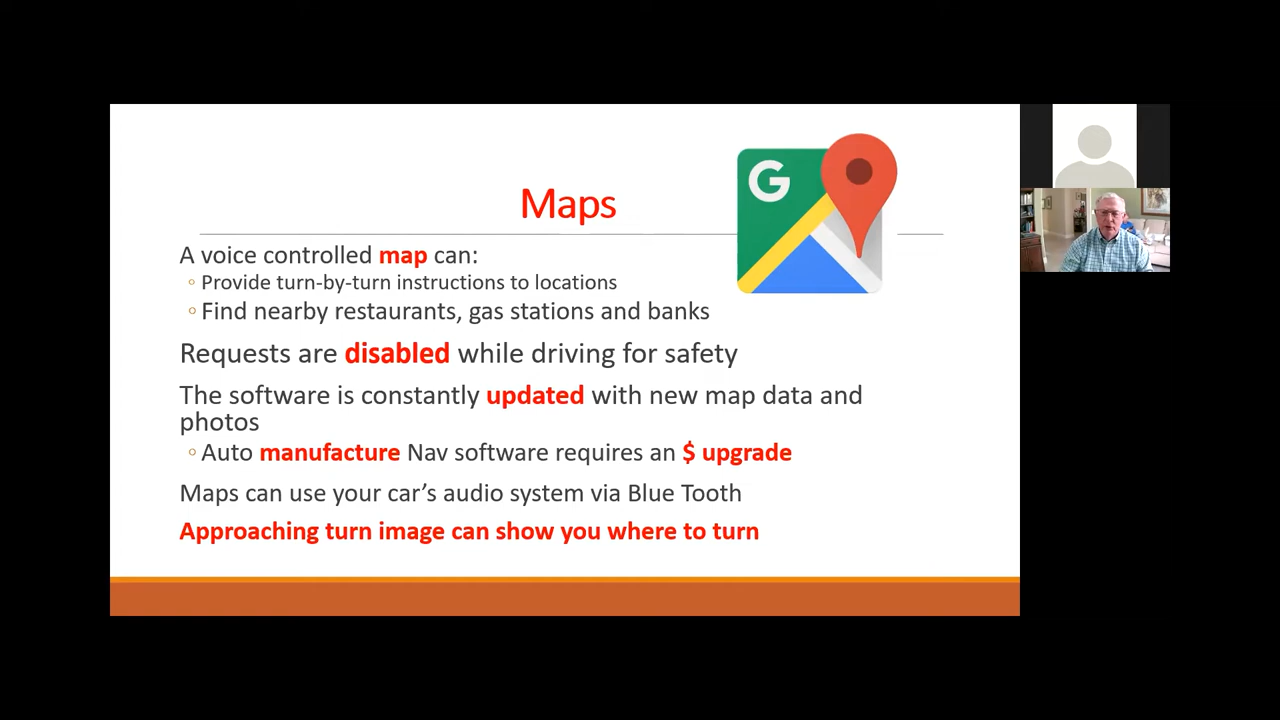 G
Maps
A voice controlled map can:
◦ Provide turn-by-turn instructions to locations
◦ Find nearby restaurants, gas stations and banks
Requests are disabled while driving for safety
The software is constantly updated with new map data and
photos
◦ Auto manufacture Nav software requires an $ upgrade
Maps can use your car’s audio system via Blue Tooth
Approaching turn image can show you where to turn